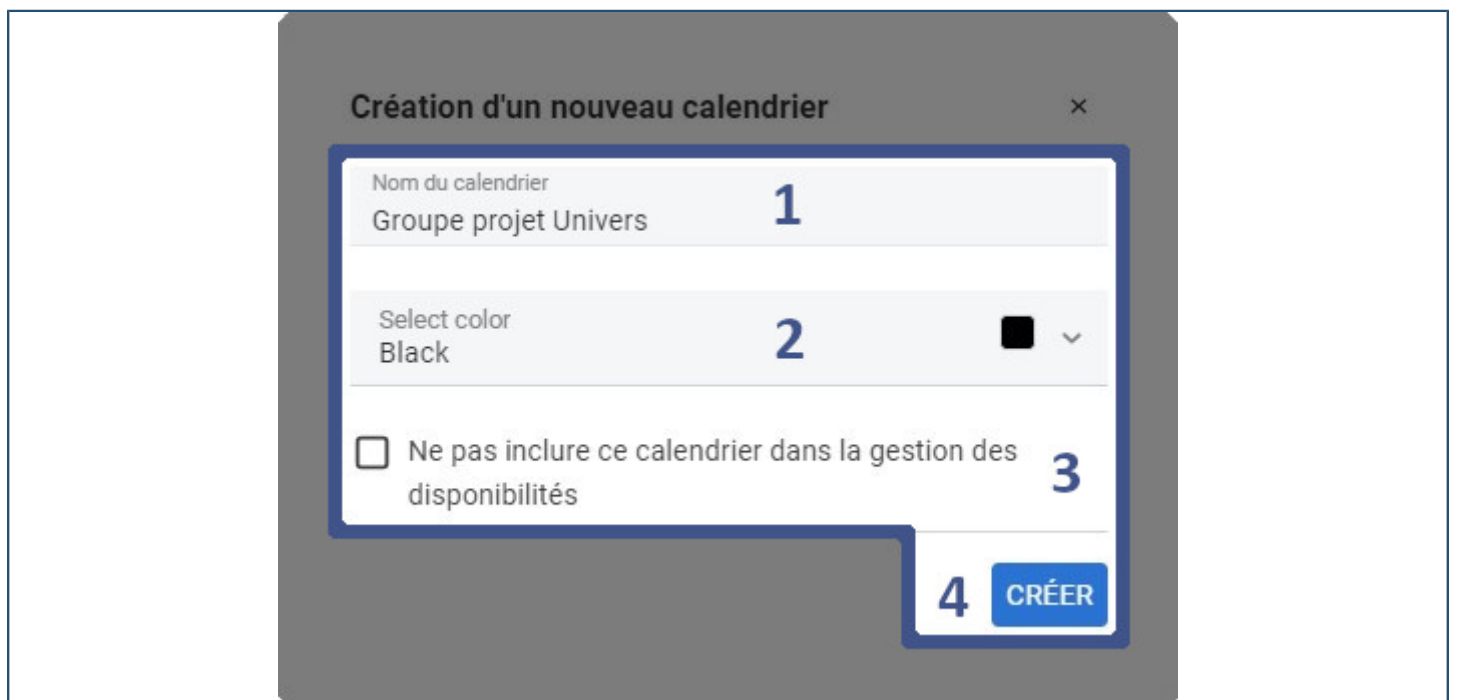 Création d'un nouveau calendrier ×
Nom du calendrier
Groupe projet Univers
1
Select color
Black
2
Ne pas inclure ce calendrier dans la gestion des
disponibilités
3
4 CRÉER